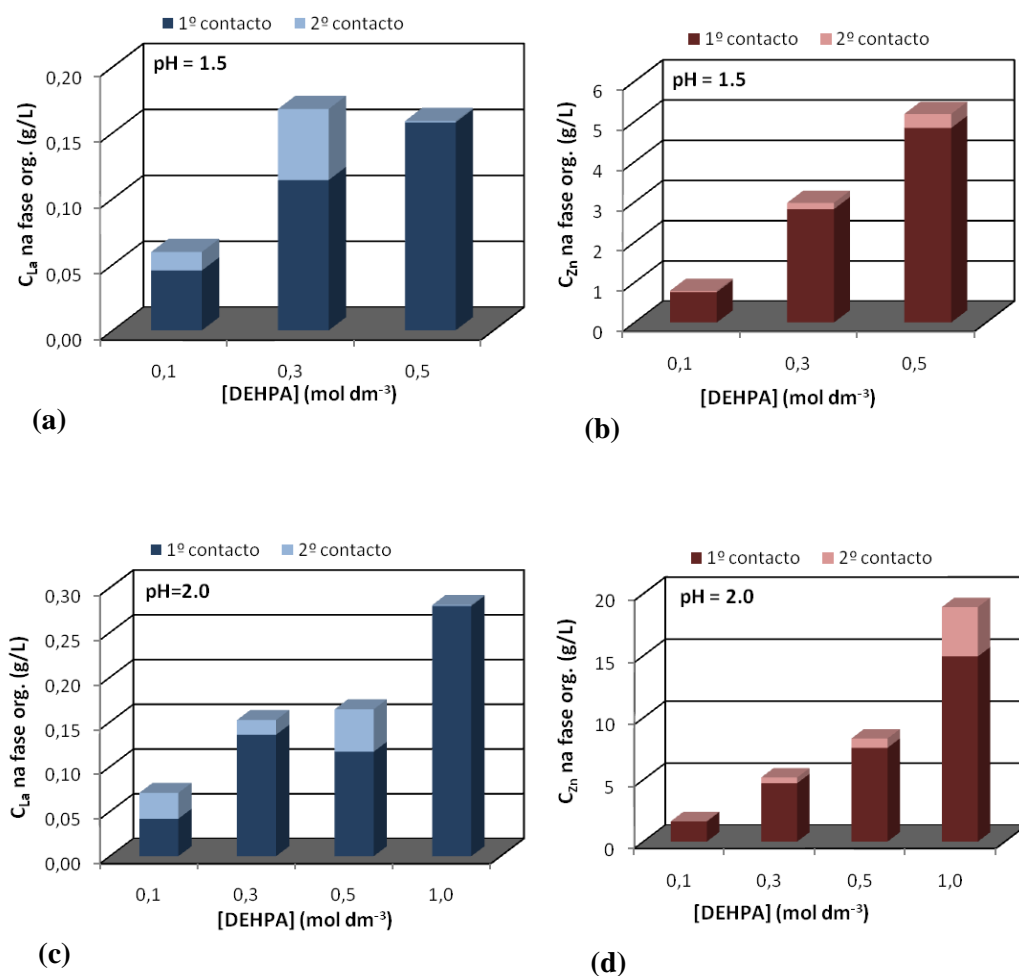 1º contacto 2º contacto
pH = 1.5
C_La na fase org. (g/L)
0,20
0,15
0,10
0,05
0,00
0,1 0,3 0,5
[DEHPA] (mol dm⁻³)
(a)
1º contacto 2º contacto
pH = 1.5
C_Zn na fase org. (g/L)
6
5
4
3
2
1
0
0,1 0,3 0,5
[DEHPA] (mol dm⁻³)
(b)
1º contacto 2º contacto
pH=2.0
C_La na fase org. (g/L)
0,30
0,25
0,20
0,15
0,10
0,05
0,00
0,1 0,3 0,5 1,0
[DEHPA] (mol dm⁻³)
(c)
1º contacto 2º contacto
pH = 2.0
C_Zn na fase org. (g/L)
20
15
10
5
0
0,1 0,3 0,5 1,0
[DEHPA] (mol dm⁻³)
(d)